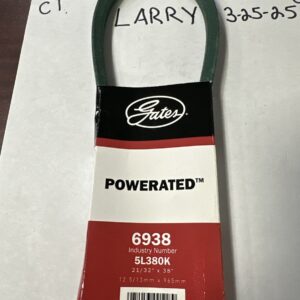 CT. LARRY 3-25-25
Gates
POWERATED™
6938
Industry Number
5L380K
21/32" x 38"